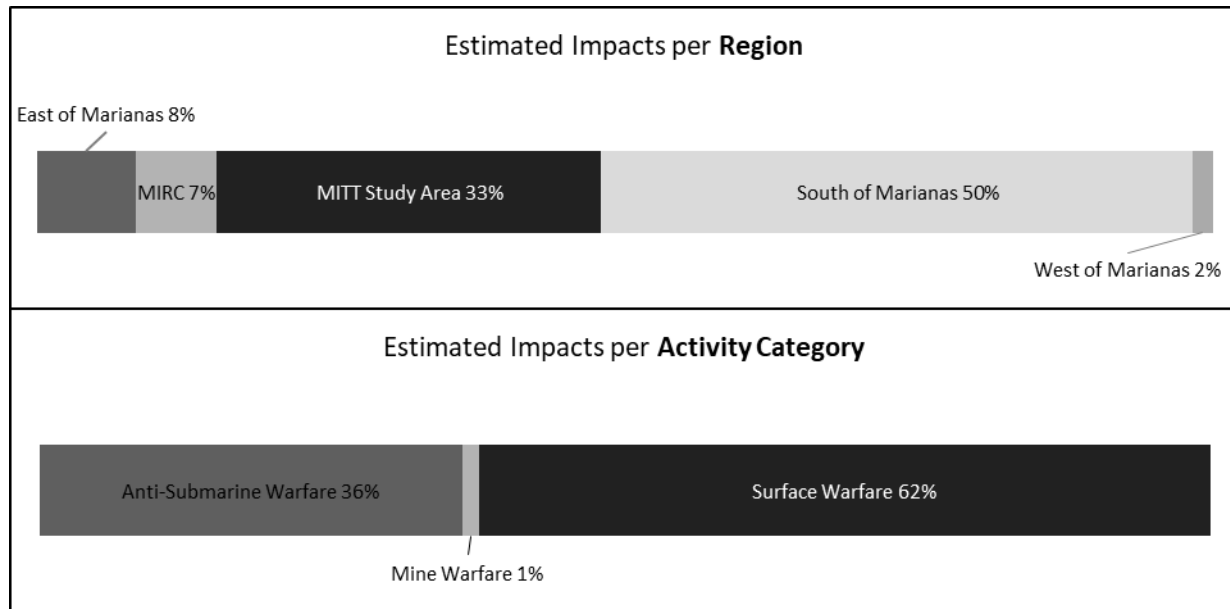 Estimated Impacts per Region
East of Marianas 8%
MIRC 7%
MITT Study Area 33%
South of Marianas 50%
West of Marianas 2%
Estimated Impacts per Activity Category
Anti-Submarine Warfare 36%
Surface Warfare 62%
Mine Warfare 1%